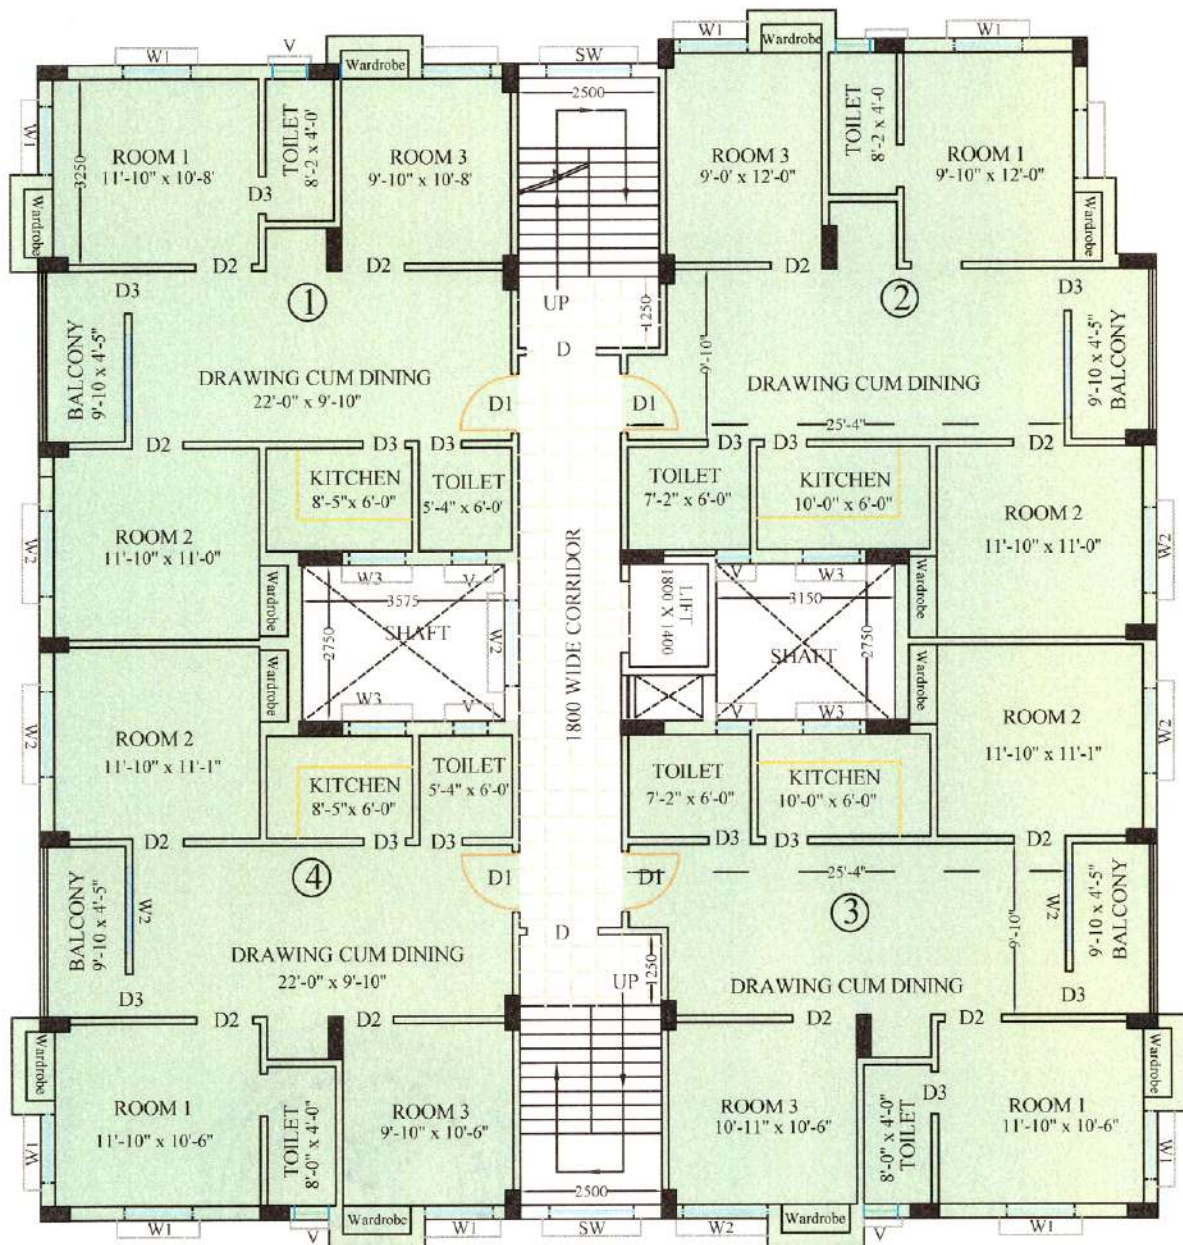 W1
V
Wardrobe
SW
W1
Wardrobe
W1
2500
W1
3250
ROOM 1
11'-10" x 10'-8'
TOILET
8'-2 x 4'-0'
D3
ROOM 3
9'-10" x 10'-8'
ROOM 3
9'-0' x 12'-0"
TOILET
8'-2 x 4'-0
ROOM 1
9'-10" x 12'-0"
Wardrobe
Wardrobe
D2
D2
D2
D3
1
UP
1250
2
D3
BALCONY
9'-10 x 4'-5"
D
9'-10"
BALCONY
9'-10 x 4'-5"
DRAWING CUM DINING
22'-0" x 9'-10"
D1
D1
DRAWING CUM DINING
25'-4"
D2
D3
D3
D3
D3
D2
KITCHEN
8'-5"x 6'-0"
TOILET
5'-4" x 6'-0'
TOILET
7'-2" x 6'-0"
KITCHEN
10'-0" x 6'-0"
ROOM 2
11'-10" x 11'-0"
ROOM 2
11'-10" x 11'-0"
W2
W2
Wardrobe
W3
V
3575
SHAFT
2750
W2
W3
V
1800 WIDE CORRIDOR
LIFT
1800 X 1400
V
W3
3150
SHAFT
2750
V
W3
Wardrobe
Wardrobe
Wardrobe
W2
ROOM 2
11'-10" x 11'-1"
ROOM 2
11'-10" x 11'-1"
W2
KITCHEN
8'-5"x 6'-0"
TOILET
5'-4" x 6'-0'
TOILET
7'-2" x 6'-0"
KITCHEN
10'-0" x 6'-0"
D2
D3
D3
D3
D3
D2
4
D1
D1
25'-4"
3
BALCONY
9'-10 x 4'-5"
W2
9'-10"
W2
BALCONY
9'-10 x 4'-5"
D
DRAWING CUM DINING
22'-0" x 9'-10"
UP
1250
DRAWING CUM DINING
D3
D3
D2
D2
D2
D2
Wardrobe
Wardrobe
ROOM 1
11'-10" x 10'-6"
TOILET
8'-0" x 4'-0"
ROOM 3
9'-10" x 10'-6"
ROOM 3
10'-11" x 10'-6"
D3
8'-0" x 4'-0"
TOILET
ROOM 1
11'-10" x 10'-6"
W1
W1
2500
W1
V
Wardrobe
W1
SW
W2
Wardrobe
V
W1